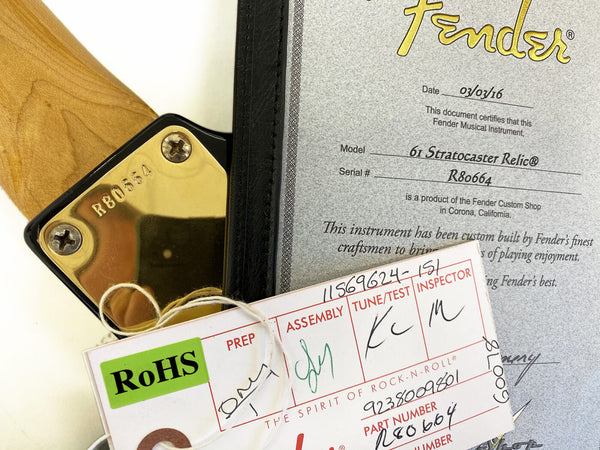 R80664
Fender®
Date 03/03/16
This document certifies that this
Fender Musical Instrument.
Model 61 Stratocaster Relic®
Serial # R80664
is a product of the Fender Custom Shop
in Corona, California.
This instrument has been custom built by Fender's finest
craftsmen to bring of playing enjoyment.
ing Fender's best.
11569624-151
PREP
ASSEMBLY
TUNE/TEST
INSPECTOR
RoHS
THE SPIRIT OF ROCK-N-ROLL®
9238009801
PART NUMBER
R80664
NUMBER